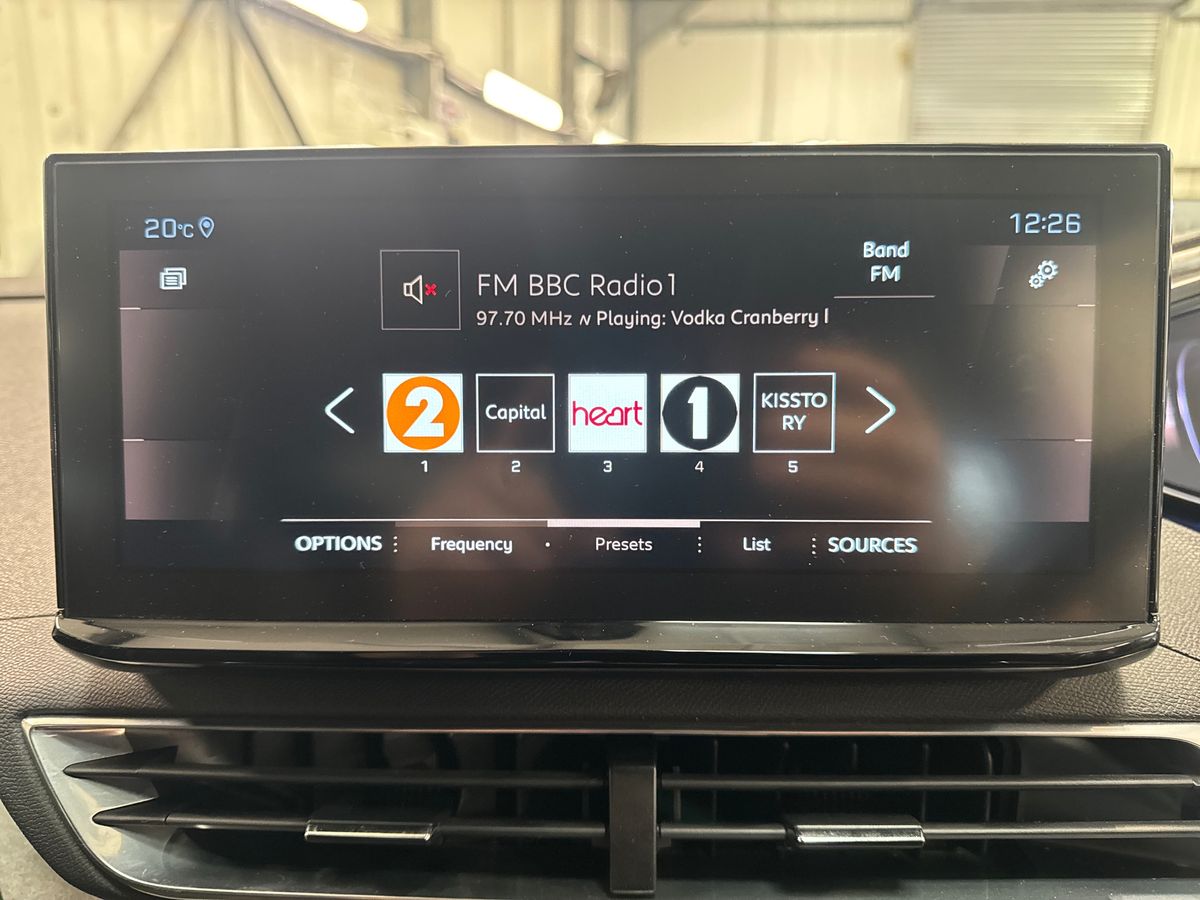 20°C
12:26
Band
FM
FM BBC Radio1
97.70 MHz
Playing: Vodka Cranberry
2
Capital
heart
1
KISSTO
RY
1
2
3
4
5
OPTIONS
Frequency
Presets
List
SOURCES